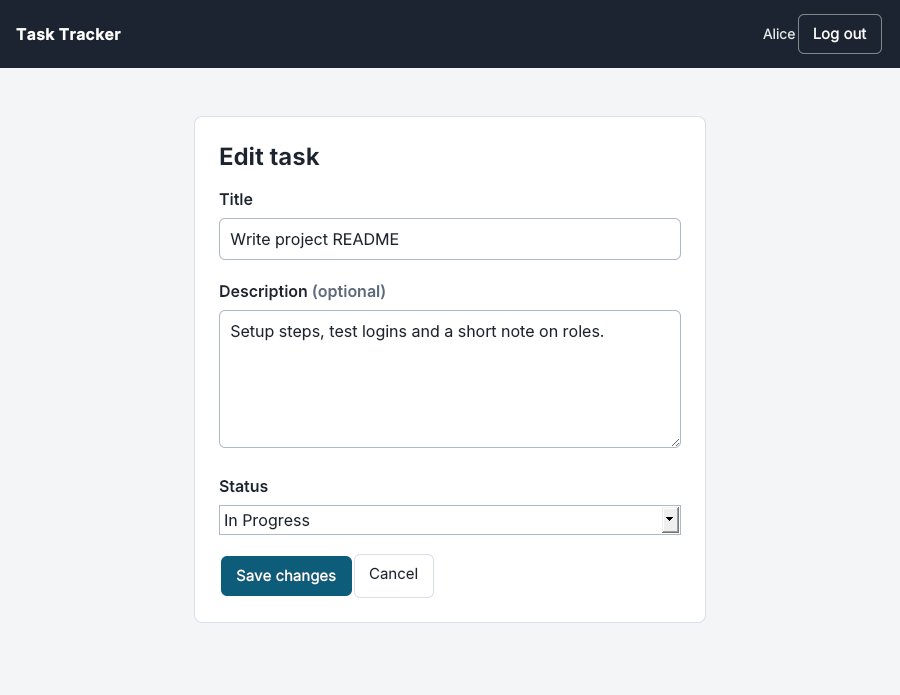 Task Tracker
Alice Log out
Edit task
Title
Write project README
Description (optional)
Setup steps, test logins and a short note on roles.
Status
In Progress
Save changes Cancel